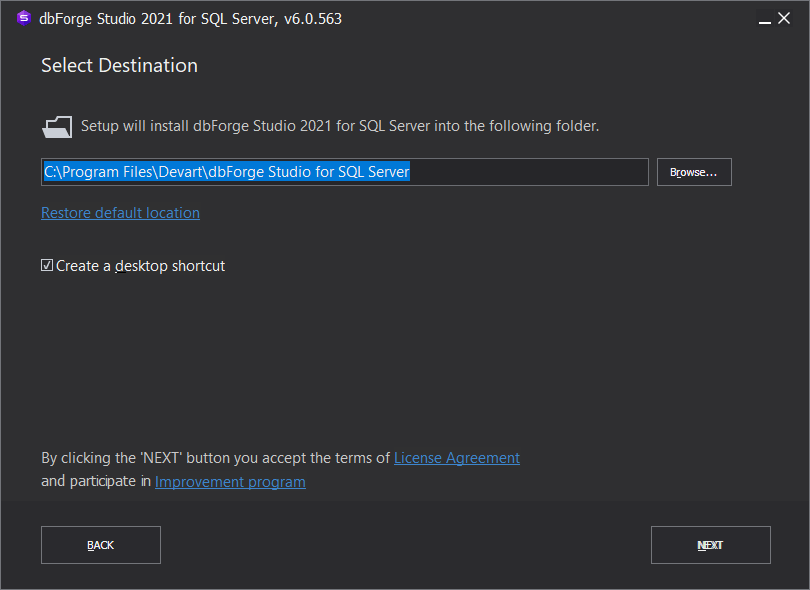 dbForge Studio 2021 for SQL Server, v6.0.563
Select Destination
Setup will install dbForge Studio 2021 for SQL Server into the following folder.
C:\Program Files\Devart\dbForge Studio for SQL Server
Browse...
Restore default location
Create a desktop shortcut
By clicking the 'NEXT' button you accept the terms of License Agreement
and participate in Improvement program
BACK
NEXT